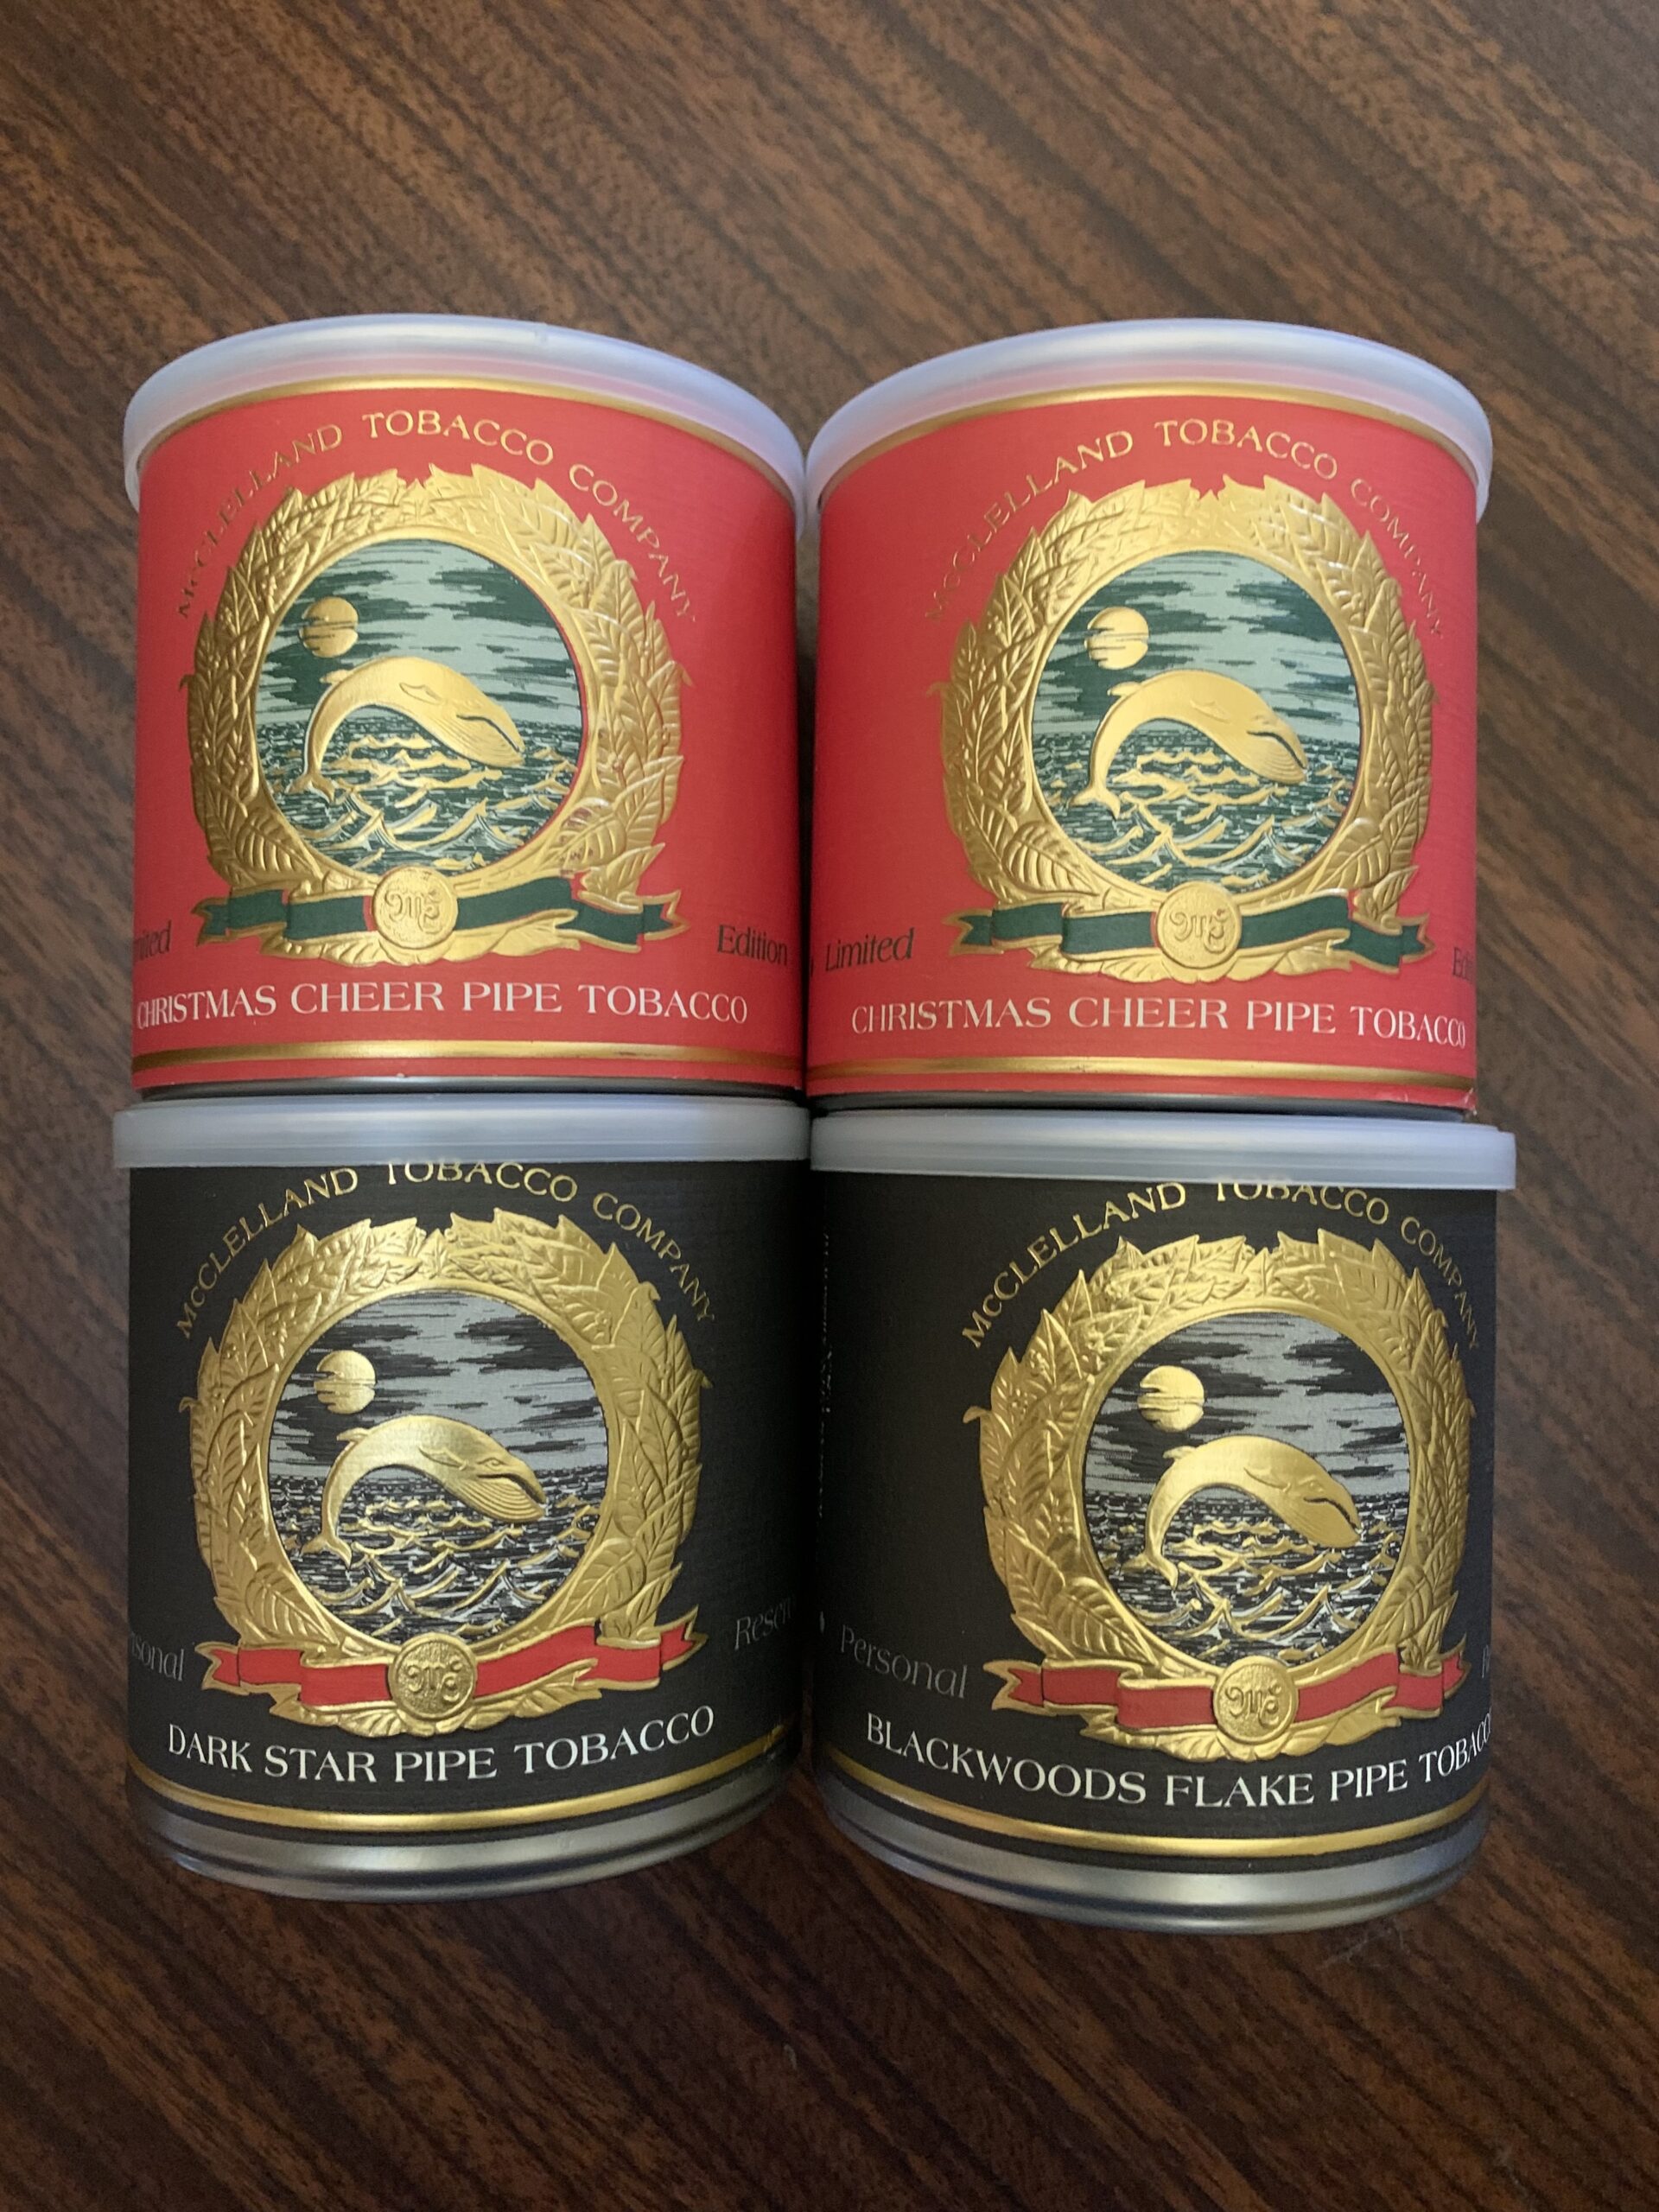 McCLELLAND TOBACCO COMPANY
Edition
CHRISTMAS CHEER PIPE TOBACCO
McCLELLAND TOBACCO COMPANY
Limited
CHRISTMAS CHEER PIPE TOBACCO
McCLELLAND TOBACCO COMPANY
DARK STAR PIPE TOBACCO
McCLELLAND TOBACCO COMPANY
Personal
BLACKWOODS FLAKE PIPE TOBACCO